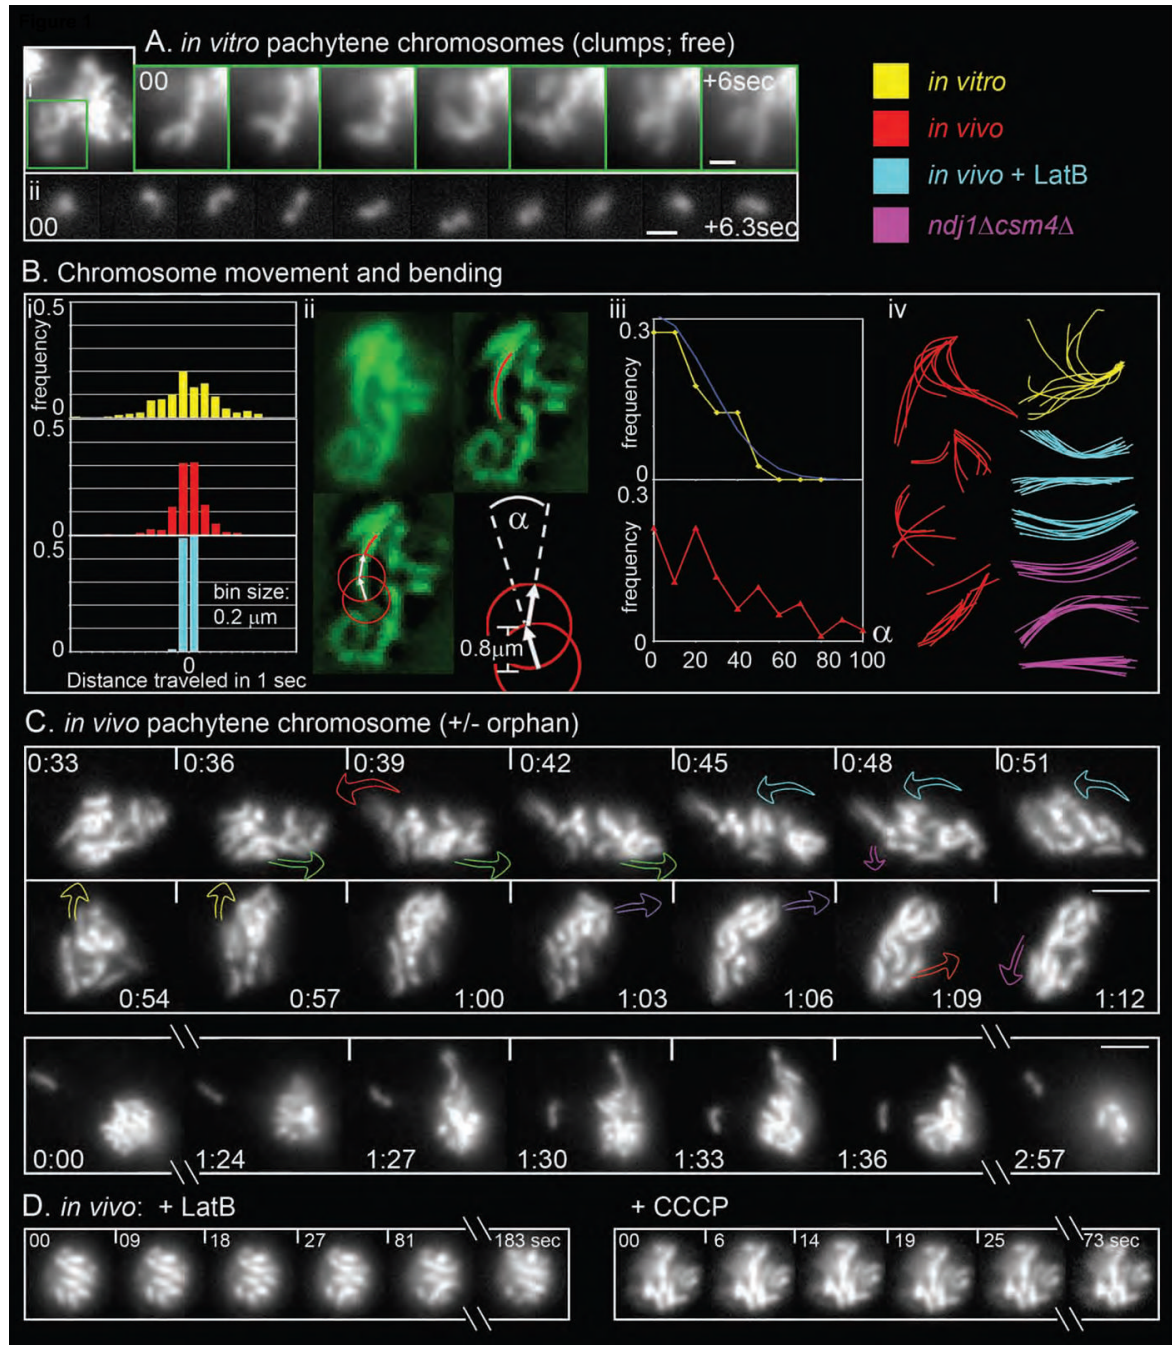 Figure 1
A. in vitro pachytene chromosomes (clumps; free)
i
00
+6sec
ii
00
+6.3sec
in vitro
in vivo
in vivo + LatB
ndj1Δcsm4Δ
B. Chromosome movement and bending
i
0.5
frequency
0
0.5
0
0.5
0
bin size:
0.2 μm
0
Distance traveled in 1 sec
ii
α
0.8μm
iii
0.3
frequency
0
0.3
frequency
0
0 20 40 60 80 100
α
iv
C. in vivo pachytene chromosome (+/- orphan)
0:33 0:36 0:39 0:42 0:45 0:48 0:51
0:54 0:57 1:00 1:03 1:06 1:09 1:12
0:00 1:24 1:27 1:30 1:33 1:36 2:57
D. in vivo: + LatB
00 09 18 27 81 183 sec
+ CCCP
00 6 14 19 25 73 sec